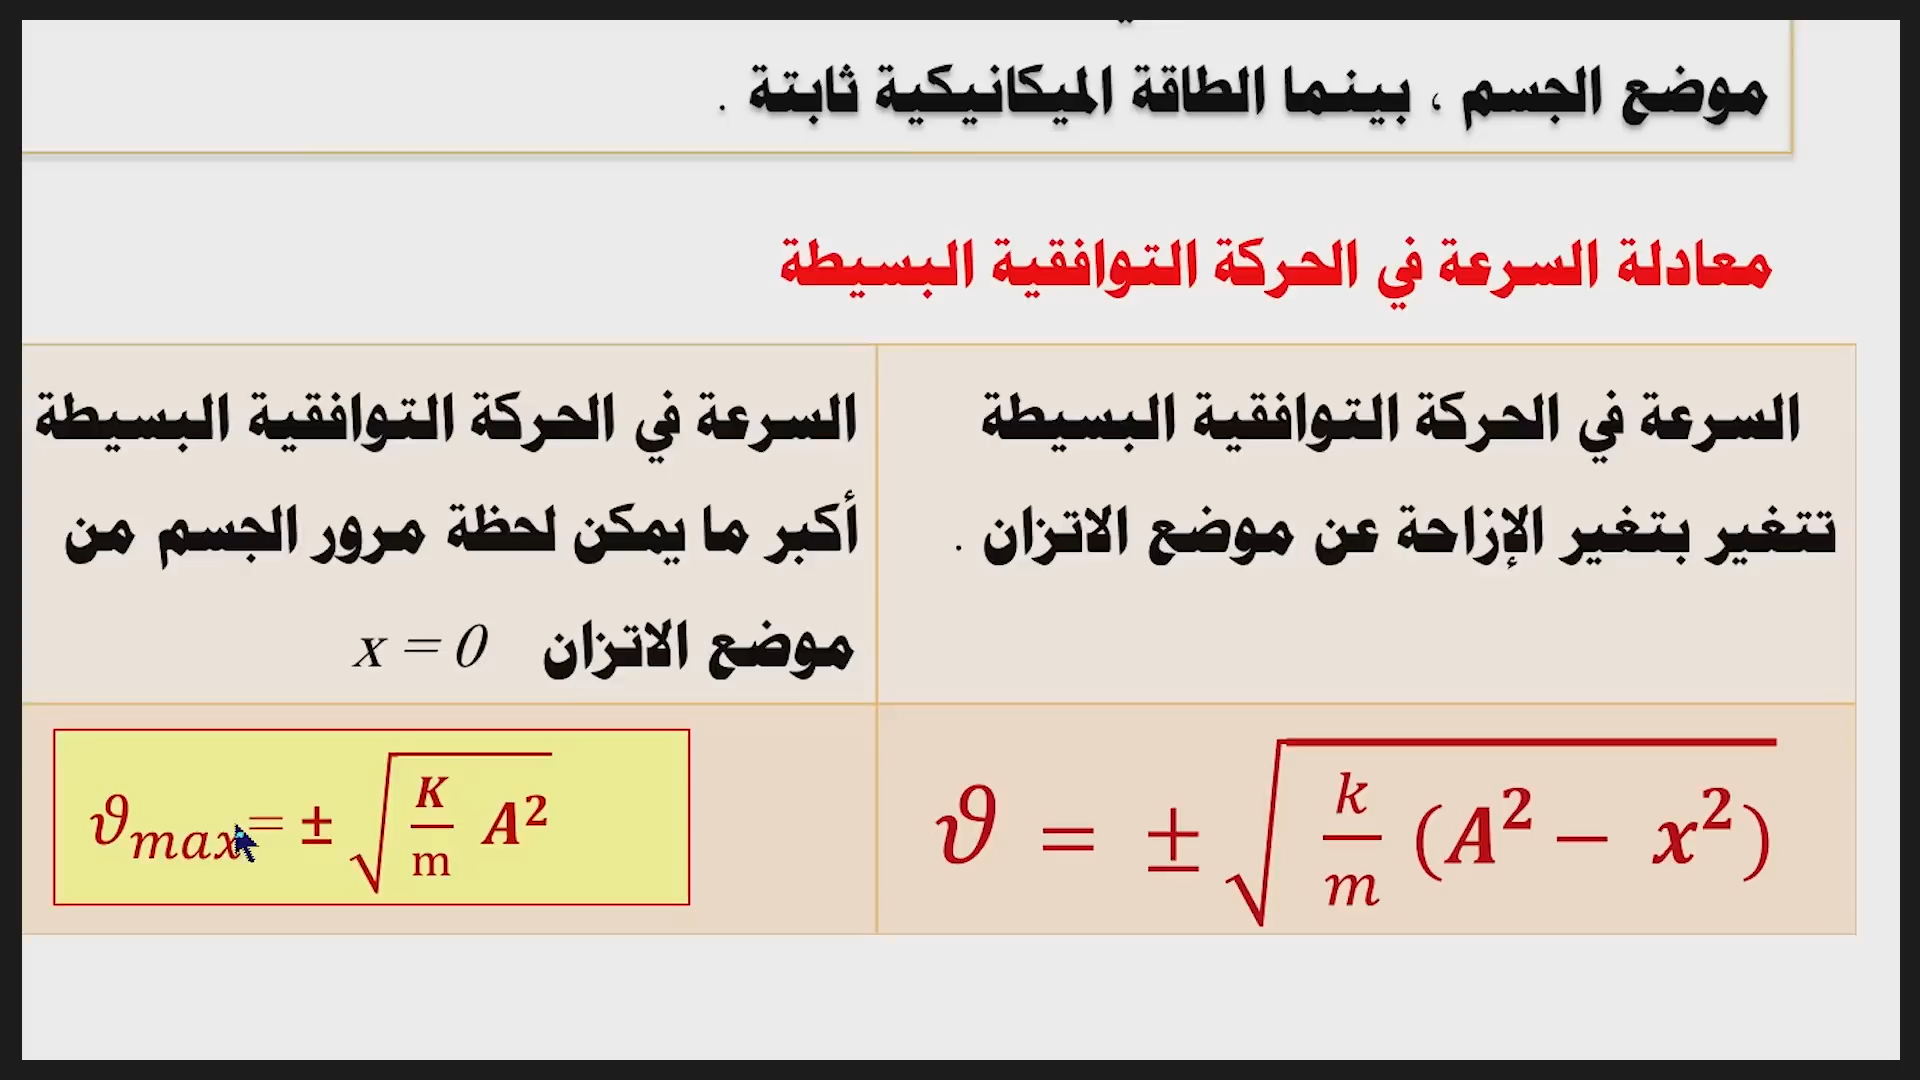 موضع الجسم ، بينما الطاقة الميكانيكية ثابتة .
معادلة السرعة في الحركة التوافقية البسيطة
السرعة في الحركة التوافقية البسيطة
تتغير بتغير الإزاحة عن موضع الاتزان .
السرعة في الحركة التوافقية البسيطة
أكبر ما يمكن لحظة مرور الجسم من
موضع الاتزان x = 0
ϑ = ± √(k/m (A² − x²))
ϑmax = ± √(K/m A²)